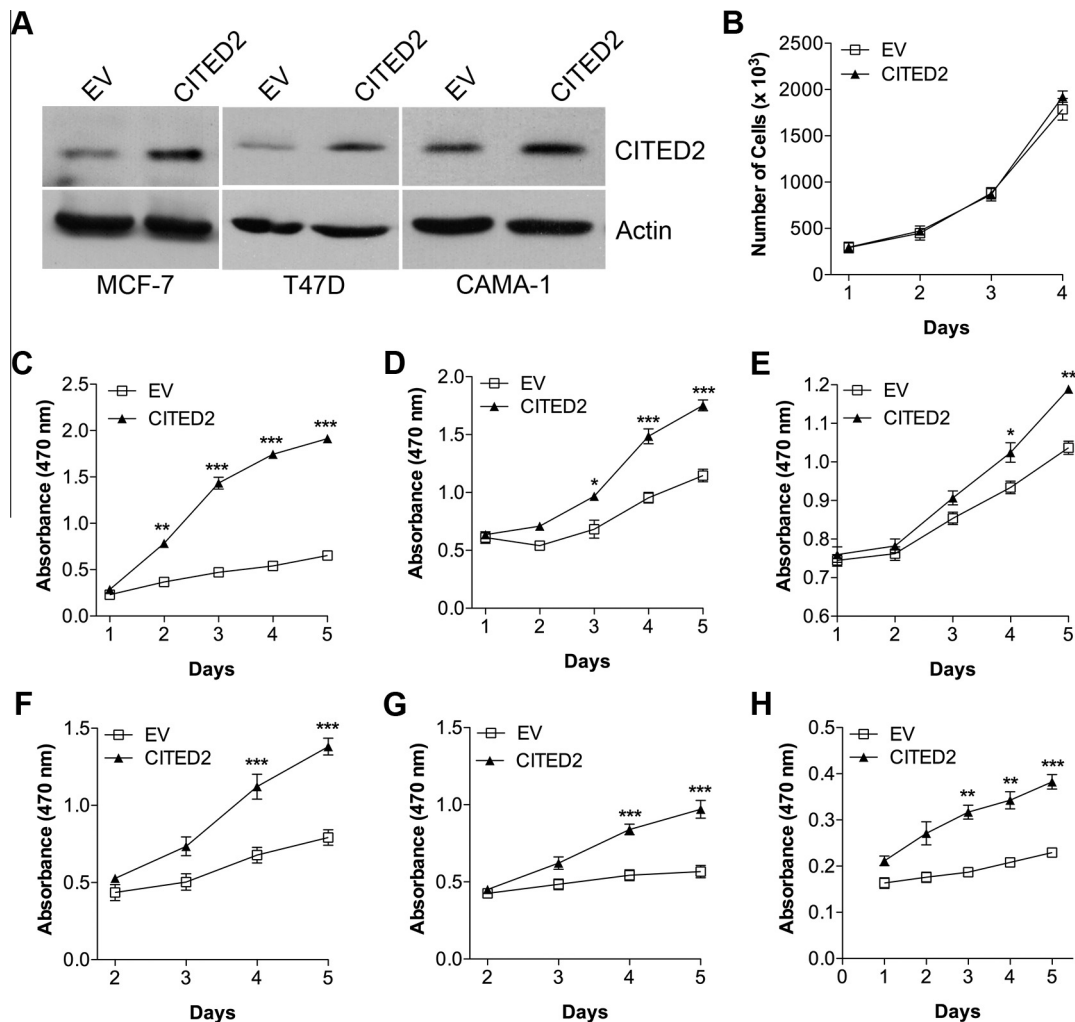 A
EV
CITED2
EV
CITED2
EV
CITED2
CITED2
Actin
MCF-7
T47D
CAMA-1
B
Number of Cells (x 10³)
2500
2000
1500
1000
500
0
EV
CITED2
1 2 3 4
Days
C
Absorbance (470 nm)
2.5
2.0
1.5
1.0
0.5
0.0
EV
CITED2
**
***
***
***
1 2 3 4 5
Days
D
Absorbance (470 nm)
2.0
1.5
1.0
0.5
0.0
EV
CITED2
*
***
***
1 2 3 4 5
Days
E
Absorbance (470 nm)
1.2
1.1
1.0
0.9
0.8
0.7
0.6
EV
CITED2
*
**
1 2 3 4 5
Days
F
Absorbance (470 nm)
1.5
1.0
0.5
0.0
EV
CITED2
***
***
2 3 4 5
Days
G
Absorbance (470 nm)
1.5
1.0
0.5
0.0
EV
CITED2
***
***
2 3 4 5
Days
H
Absorbance (470 nm)
0.5
0.4
0.3
0.2
0.1
0.0
EV
CITED2
**
**
***
0 1 2 3 4 5
Days